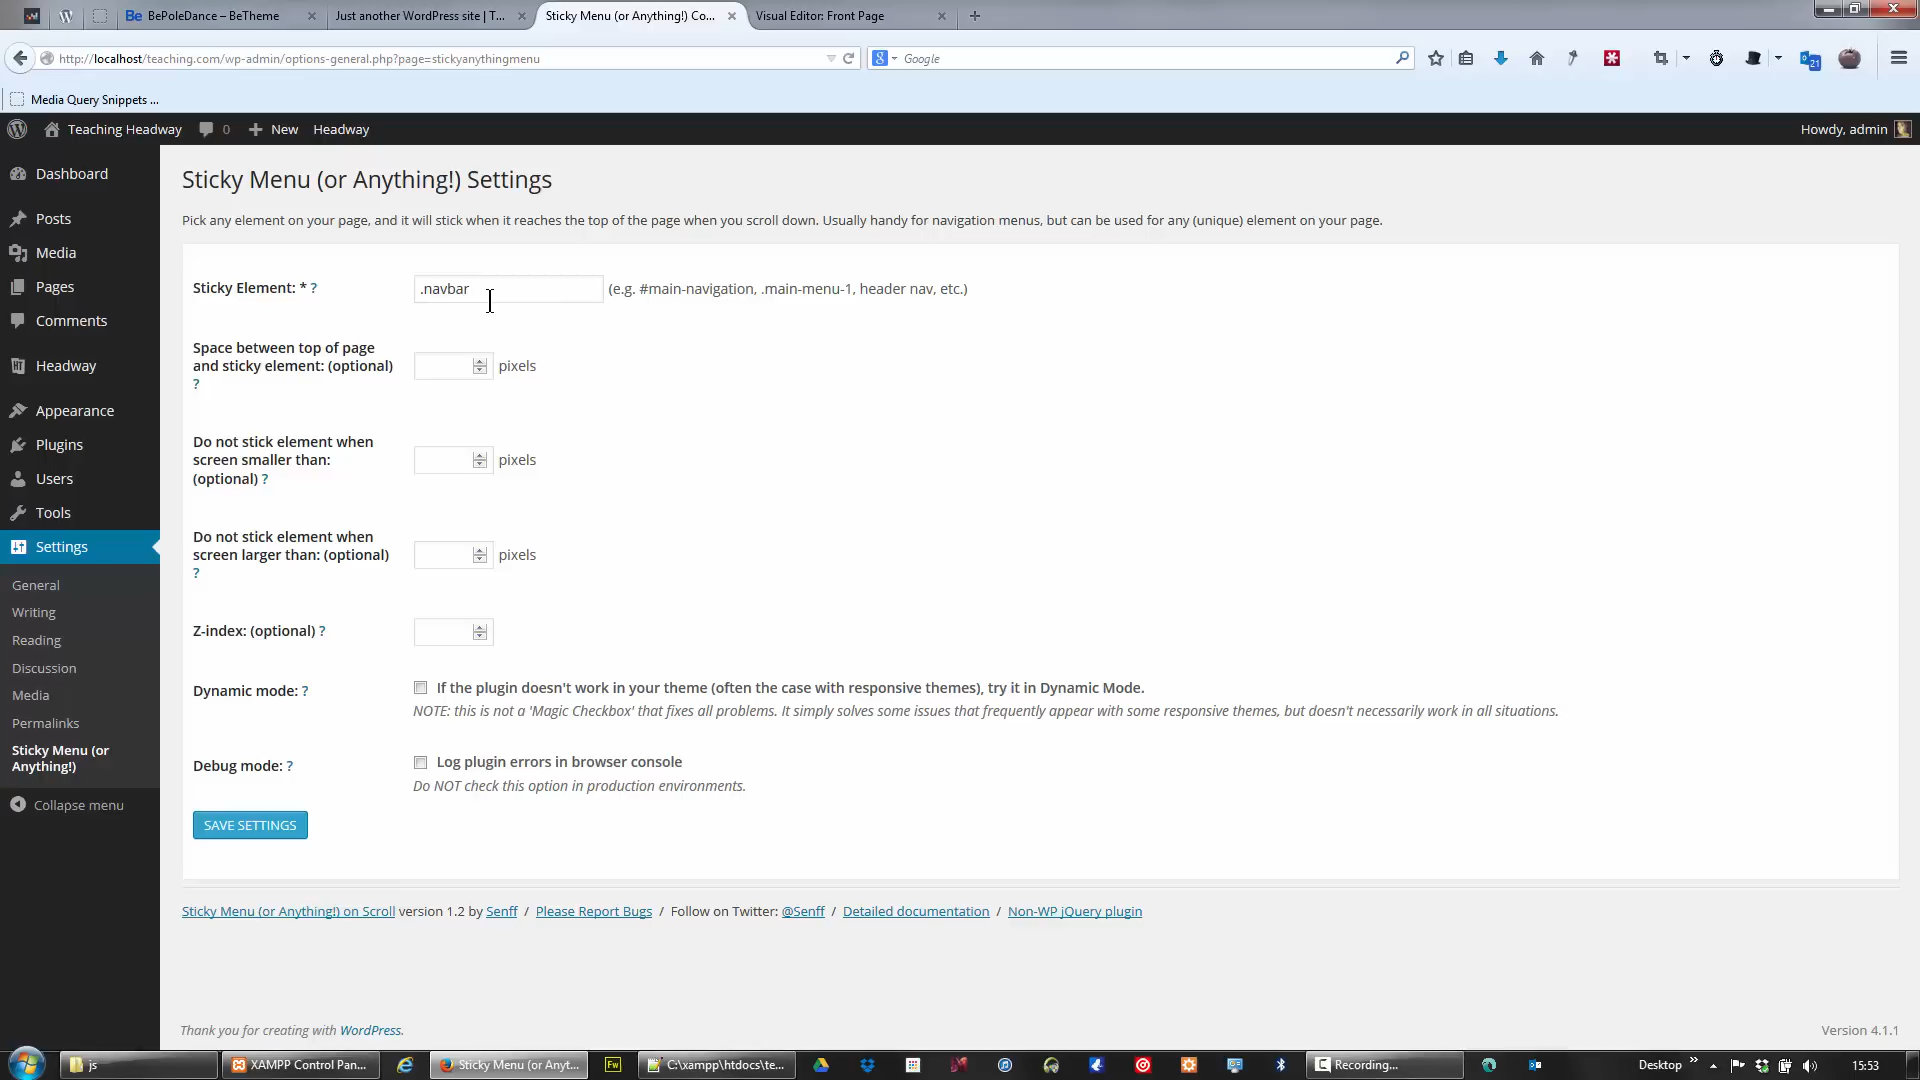 Be BePoleDance – BeTheme
Just another WordPress site | T...
Sticky Menu (or Anything!) Co...
Visual Editor: Front Page
http://localhost/teaching.com/wp-admin/options-general.php?page=stickyanythingmenu
Google
21
Media Query Snippets ...
Teaching Headway
0
New
Headway
Howdy, admin
Dashboard
Posts
Media
Pages
Comments
Headway
Appearance
Plugins
Users
Tools
Settings
General
Writing
Reading
Discussion
Media
Permalinks
Sticky Menu (or
Anything!)
Collapse menu
Sticky Menu (or Anything!) Settings
Pick any element on your page, and it will stick when it reaches the top of the page when you scroll down. Usually handy for navigation menus, but can be used for any (unique) element on your page.
Sticky Element: * ?
.navbar
(e.g. #main-navigation, .main-menu-1, header nav, etc.)
Space between top of page
and sticky element: (optional)
?
pixels
Do not stick element when
screen smaller than:
(optional) ?
pixels
Do not stick element when
screen larger than: (optional)
?
pixels
Z-index: (optional) ?
Dynamic mode: ?
If the plugin doesn't work in your theme (often the case with responsive themes), try it in Dynamic Mode.
NOTE: this is not a 'Magic Checkbox' that fixes all problems. It simply solves some issues that frequently appear with some responsive themes, but doesn't necessarily work in all situations.
Debug mode: ?
Log plugin errors in browser console
Do NOT check this option in production environments.
SAVE SETTINGS
Sticky Menu (or Anything!) on Scroll version 1.2 by Senff / Please Report Bugs / Follow on Twitter: @Senff / Detailed documentation / Non-WP jQuery plugin
Thank you for creating with WordPress.
Version 4.1.1
js
XAMPP Control Pan...
Sticky Menu (or Anyt...
Fw
C:\xampp\htdocs\te...
Recording...
Desktop
15:53